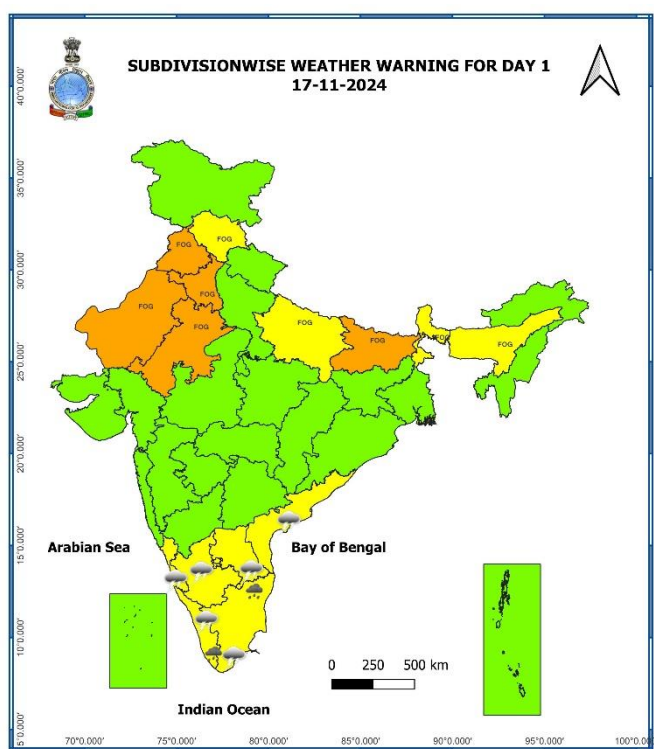 SUBDIVISIONWISE WEATHER WARNING FOR DAY 1
17-11-2024
40°0.000'
35°0.000'
30°0.000'
25°0.000'
20°0.000'
15°0.000'
10°0.000'
5°0.000'
FOG
FOG
FOG
FOG
FOG
FOG
FOG
FOG
FOG
Arabian Sea
Bay of Bengal
0 250 500 km
Indian Ocean
70°0.000' 75°0.000' 80°0.000' 85°0.000' 90°0.000' 95°0.000' 100°0.000'